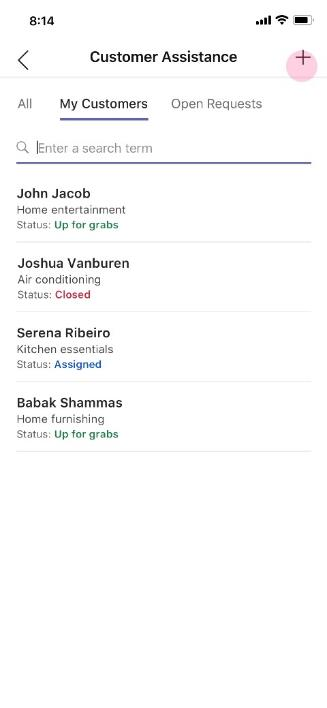 8:14
Customer Assistance
All My Customers Open Requests
Enter a search term
John Jacob
Home entertainment
Status: Up for grabs
Joshua Vanburen
Air conditioning
Status: Closed
Serena Ribeiro
Kitchen essentials
Status: Assigned
Babak Shammas
Home furnishing
Status: Up for grabs